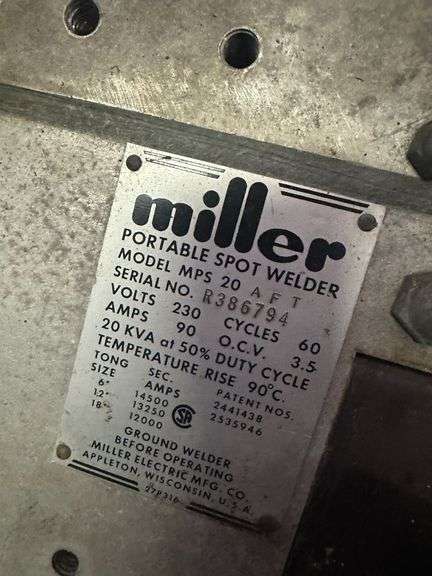 miller
PORTABLE SPOT WELDER
MODEL MPS 20 AFT
SERIAL NO. R386794
VOLTS 230 CYCLES 60
AMPS 90 O.C.V. 3.5
20 KVA at 50% DUTY CYCLE
TEMPERATURE RISE 90°C.
TONG SEC. PATENT NOS.
SIZE AMPS 2441438
6" 14500 2535946
12" 13250 SA
18" 12000
GROUND WELDER
BEFORE OPERATING
MILLER ELECTRIC MFG. CO.
APPLETON, WISCONSIN, U.S.A.